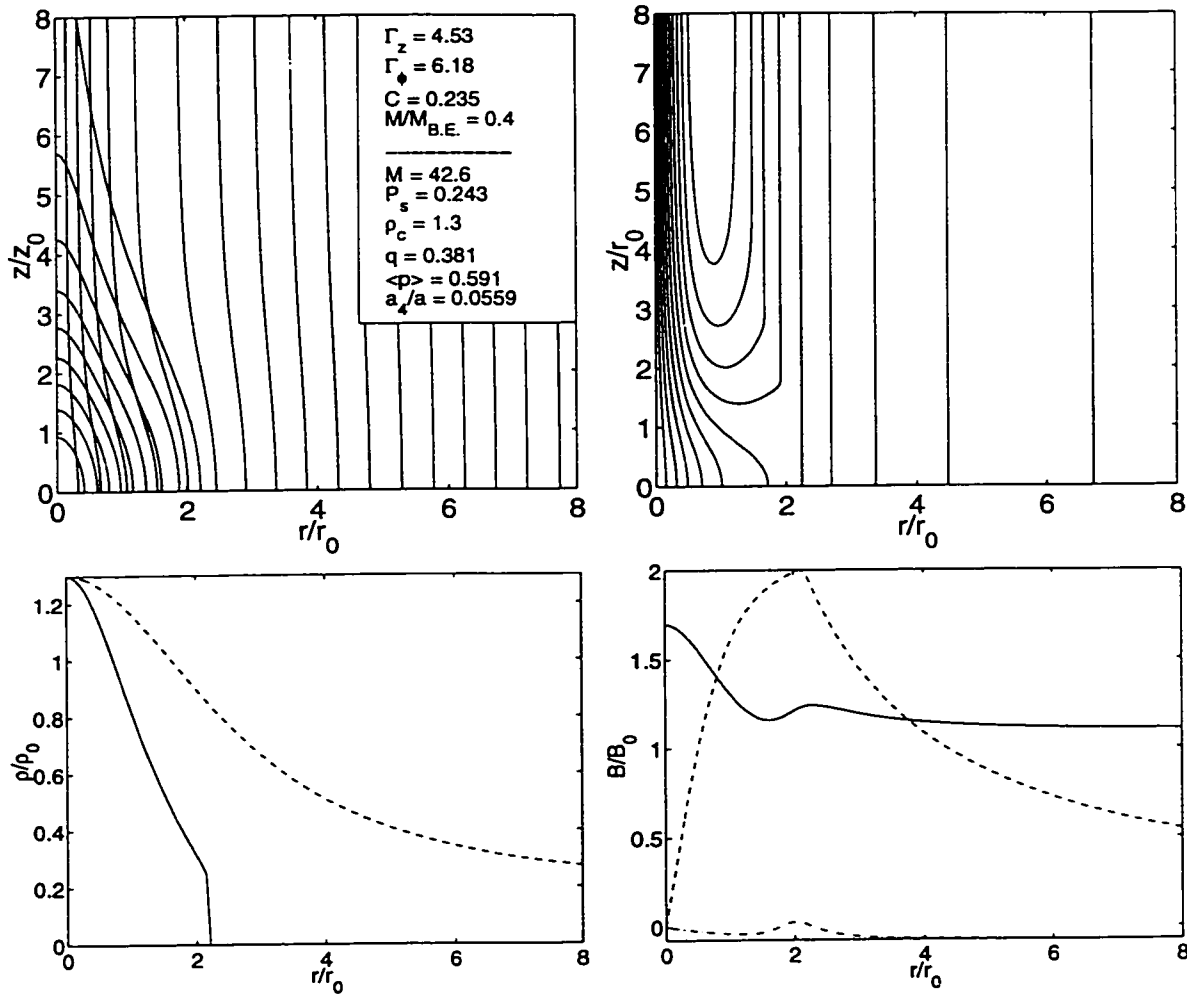 8
7
6
5
4
3
2
1
0
z/z0
0 2 4 6 8
r/r0
Γz = 4.53
Γϕ = 6.18
C = 0.235
M/MB.E. = 0.4
M = 42.6
Ps = 0.243
ρc = 1.3
q = 0.381
<p> = 0.591
a4/a = 0.0559
8
7
6
5
4
3
2
1
0
z/r0
0 2 4 6 8
r/r0
1.2
1
0.8
0.6
0.4
0.2
0
ρ/ρ0
0 2 4 6 8
r/r0
2
1.5
1
0.5
0
B/B0
0 2 4 6 8
r/r0